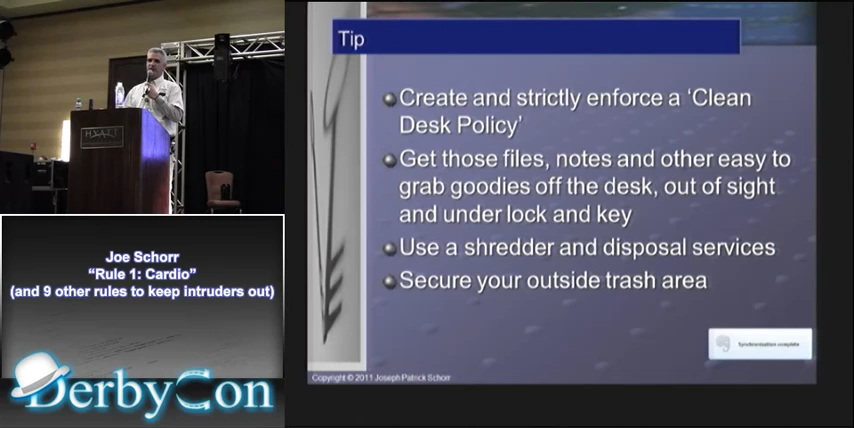 HYATT
Joe Schorr
“Rule 1: Cardio”
(and 9 other rules to keep intruders out)
DerbyCon
Tip
Create and strictly enforce a ‘Clean
Desk Policy’
Get those files, notes and other easy to
grab goodies off the desk, out of sight
and under lock and key
Use a shredder and disposal services
Secure your outside trash area
Synchronisation complete
Copyright © 2011 Joseph Patrick Schorr